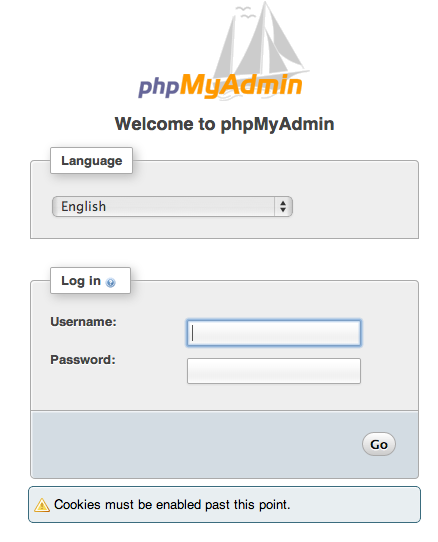 phpMyAdmin
Welcome to phpMyAdmin
Language
English
Log in
Username:
Password:
Go
Cookies must be enabled past this point.